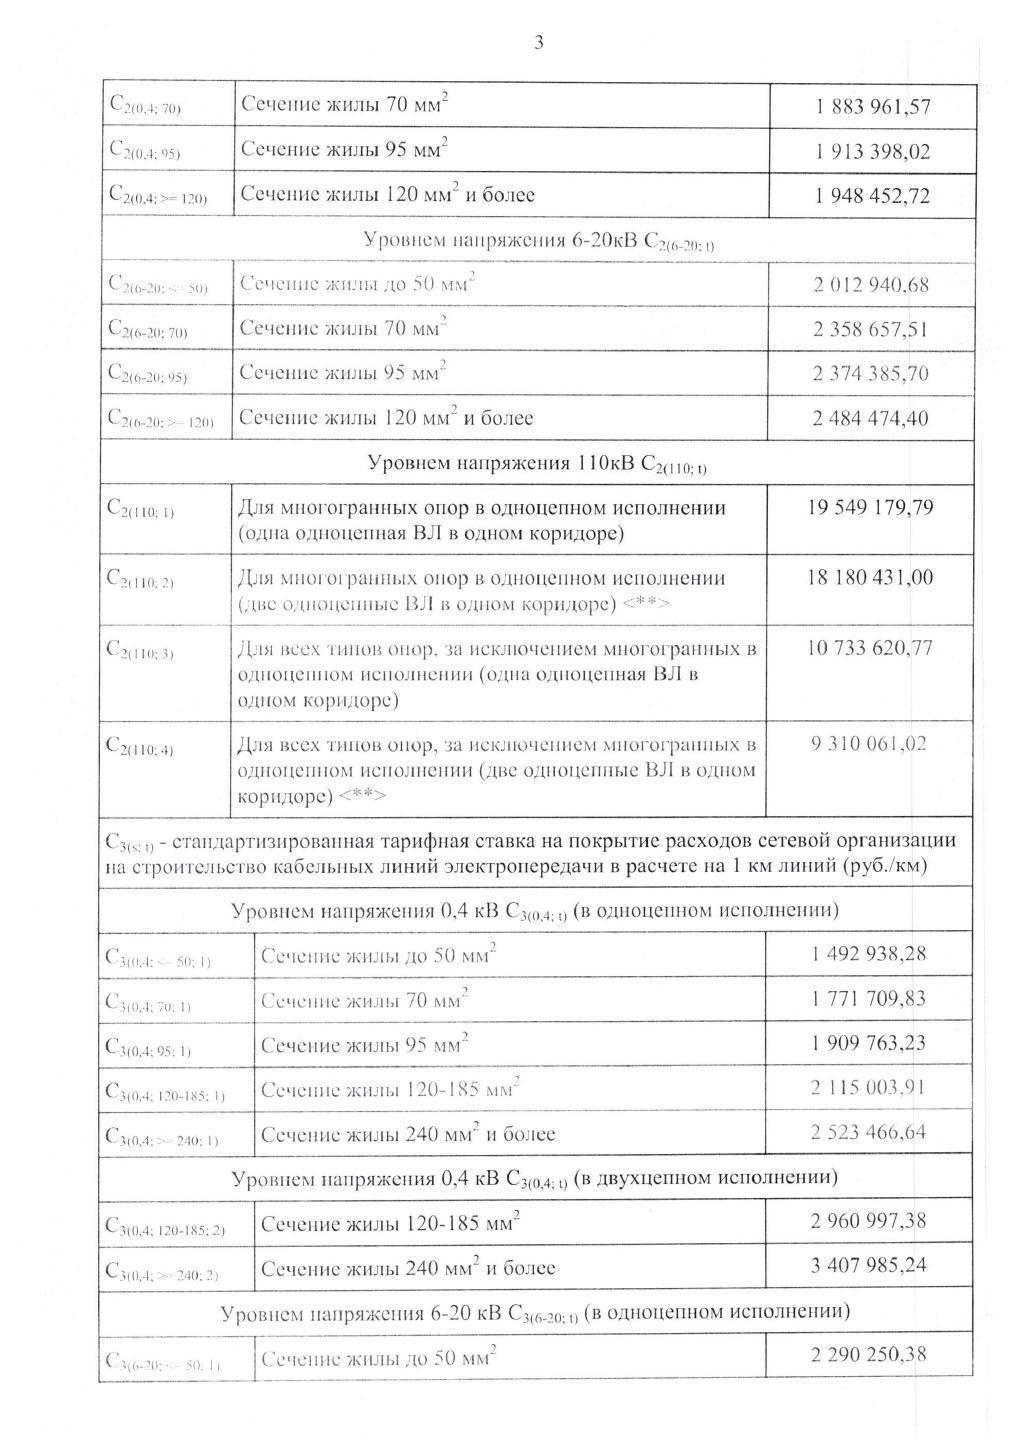 3
C2(0,4; 70) Сечение жилы 70 мм2 1 883 961,57
C2(0,4; 95) Сечение жилы 95 мм2 1 913 398,02
C2(0,4; >= 120) Сечение жилы 120 мм2 и более 1 948 452,72
Уровнем напряжения 6-20кВ C2(6-20; t)
C2(6-20; <= 50) Сечение жилы до 50 мм2 2 012 940,68
C2(6-20; 70) Сечение жилы 70 мм2 2 358 657,51
C2(6-20; 95) Сечение жилы 95 мм2 2 374 385,70
C2(6-20; >= 120) Сечение жилы 120 мм2 и более 2 484 474,40
Уровнем напряжения 110кВ C2(110; t)
C2(110; 1) Для многогранных опор в одноцепном исполнении 19 549 179,79
(одна одноцепная ВЛ в одном коридоре)
C2(110; 2) Для многогранных опор в одноцепном исполнении 18 180 431,00
(две одноцепные ВЛ в одном коридоре) <**>
C2(110; 3) Для всех типов опор, за исключением многогранных в 10 733 620,77
одноцепном исполнении (одна одноцепная ВЛ в
одном коридоре)
C2(110; 4) Для всех типов опор, за исключением многогранных в 9 310 061,02
одноцепном исполнении (две одноцепные ВЛ в одном
коридоре) <**>
C3(s; t) - стандартизированная тарифная ставка на покрытие расходов сетевой организации
на строительство кабельных линий электропередачи в расчете на 1 км линий (руб./км)
Уровнем напряжения 0,4 кВ C3(0,4; t) (в одноцепном исполнении)
C3(0,4; <= 50; 1) Сечение жилы до 50 мм2 1 492 938,28
C3(0,4; 70; 1) Сечение жилы 70 мм2 1 771 709,83
C3(0,4; 95; 1) Сечение жилы 95 мм2 1 909 763,23
C3(0,4; 120-185; 1) Сечение жилы 120-185 мм2 2 115 003,91
C3(0,4; >= 240; 1) Сечение жилы 240 мм2 и более 2 523 466,64
Уровнем напряжения 0,4 кВ C3(0,4; t) (в двухцепном исполнении)
C3(0,4; 120-185; 2) Сечение жилы 120-185 мм2 2 960 997,38
C3(0,4; >= 240; 2) Сечение жилы 240 мм2 и более 3 407 985,24
Уровнем напряжения 6-20 кВ C3(6-20; t) (в одноцепном исполнении)
C3(6-20; <= 50; 1) Сечение жилы до 50 мм2 2 290 250,38